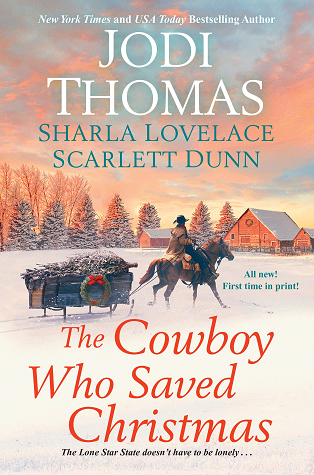 New York Times and USA Today Bestselling Author
JODI
THOMAS
SHARLA LOVELACE
SCARLETT DUNN
All new!
First time in print!
The Cowboy
Who Saved
Christmas
The Lone Star State doesn't have to be lonely . . .